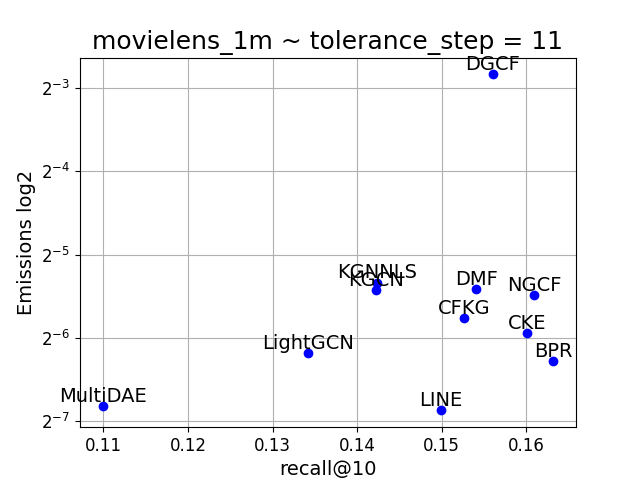 movielens_1m ~ tolerance_step = 11
DGCF
2⁻³
2⁻⁴
2⁻⁵
2⁻⁶
2⁻⁷
Emissions log2
KGNNLS
KGCN
DMF
NGCF
CFKG
CKE
LightGCN
BPR
MultiDAE
LINE
0.11 0.12 0.13 0.14 0.15 0.16
recall@10